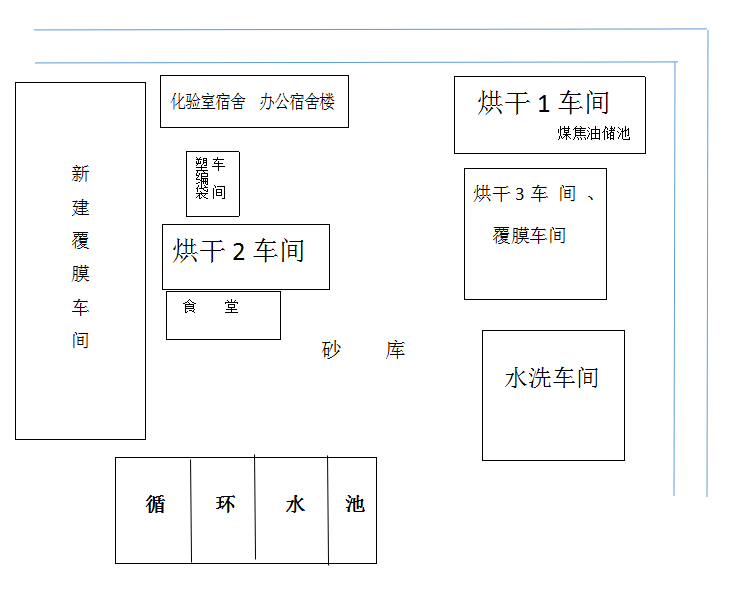 化验室宿舍 办公宿舍楼
烘干1车间
煤焦油储池
新建覆膜车间
塑编袋
车间
烘干3车 间 、
覆膜车间
烘干2车间
食 堂
砂 库
水洗车间
循 环 水 池